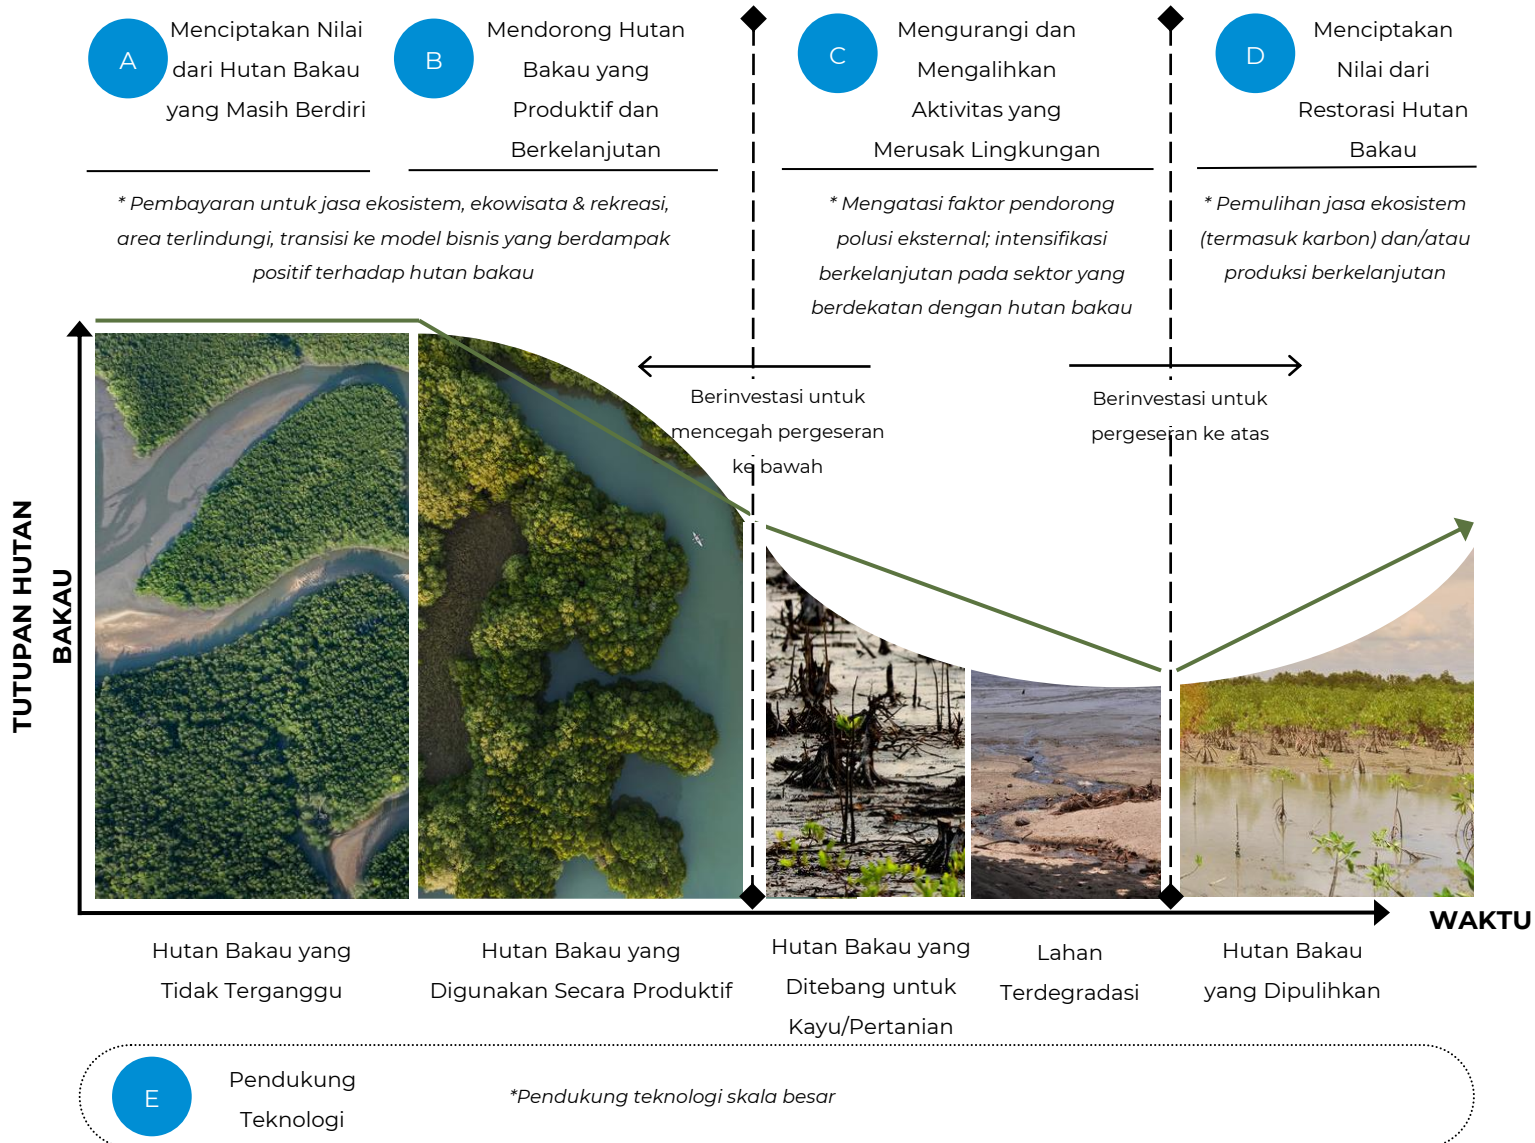 A
Menciptakan Nilai
dari Hutan Bakau
yang Masih Berdiri
B
Mendorong Hutan
Bakau yang
Produktif dan
Berkelanjutan
C
Mengurangi dan
Mengalihkan
Aktivitas yang
Merusak Lingkungan
D
Menciptakan
Nilai dari
Restorasi Hutan
Bakau
* Pembayaran untuk jasa ekosistem, ekowisata & rekreasi,
area terlindungi, transisi ke model bisnis yang berdampak
positif terhadap hutan bakau
* Mengatasi faktor pendorong
polusi eksternal; intensifikasi
berkelanjutan pada sektor yang
berdekatan dengan hutan bakau
* Pemulihan jasa ekosistem
(termasuk karbon) dan/atau
produksi berkelanjutan
Berinvestasi untuk
mencegah pergeseran
ke bawah
Berinvestasi untuk
pergeseran ke atas
TUTUPAN HUTAN
BAKAU
WAKTU
Hutan Bakau yang
Tidak Terganggu
Hutan Bakau yang
Digunakan Secara Produktif
Hutan Bakau yang
Ditebang untuk
Kayu/Pertanian
Lahan
Terdegradasi
Hutan Bakau
yang Dipulihkan
E
Pendukung
Teknologi
*Pendukung teknologi skala besar